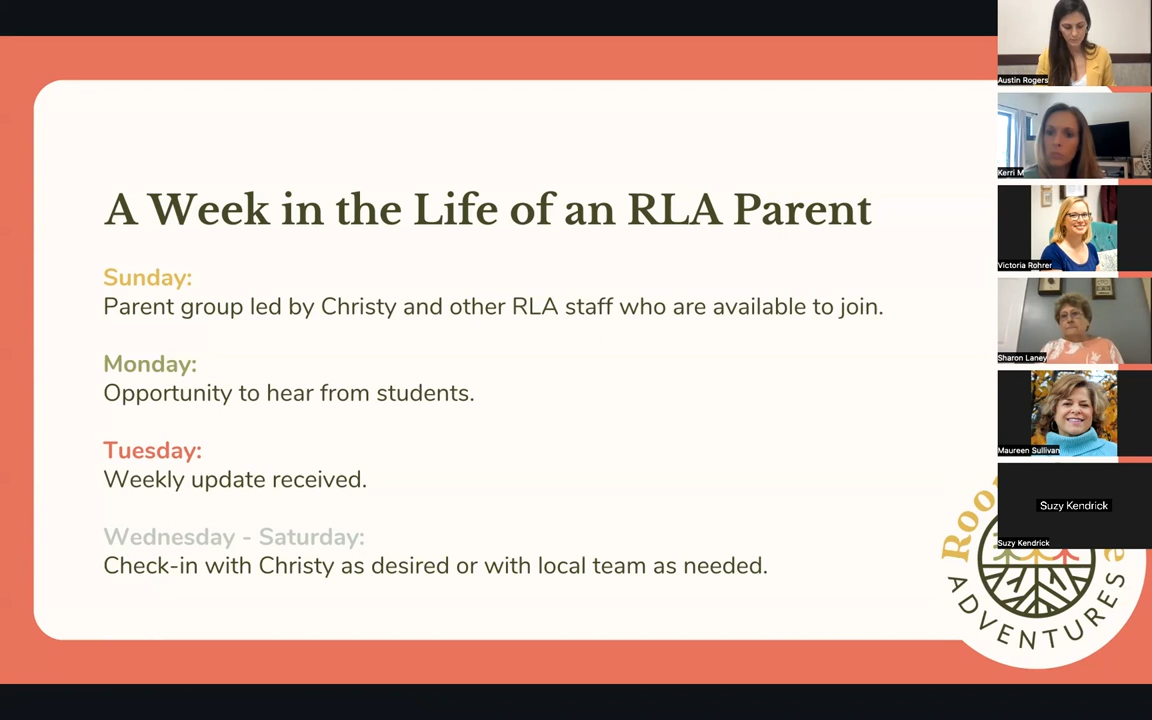 A Week in the Life of an RLA Parent
Sunday:
Parent group led by Christy and other RLA staff who are available to join.
Monday:
Opportunity to hear from students.
Tuesday:
Weekly update received.
Wednesday - Saturday:
Check-in with Christy as desired or with local team as needed.
Austin Rogers
Kerri M
Victoria Rohrer
Sharon Laney
Maureen Sullivan
Suzy Kendrick
Suzy Kendrick
ADVENTURES